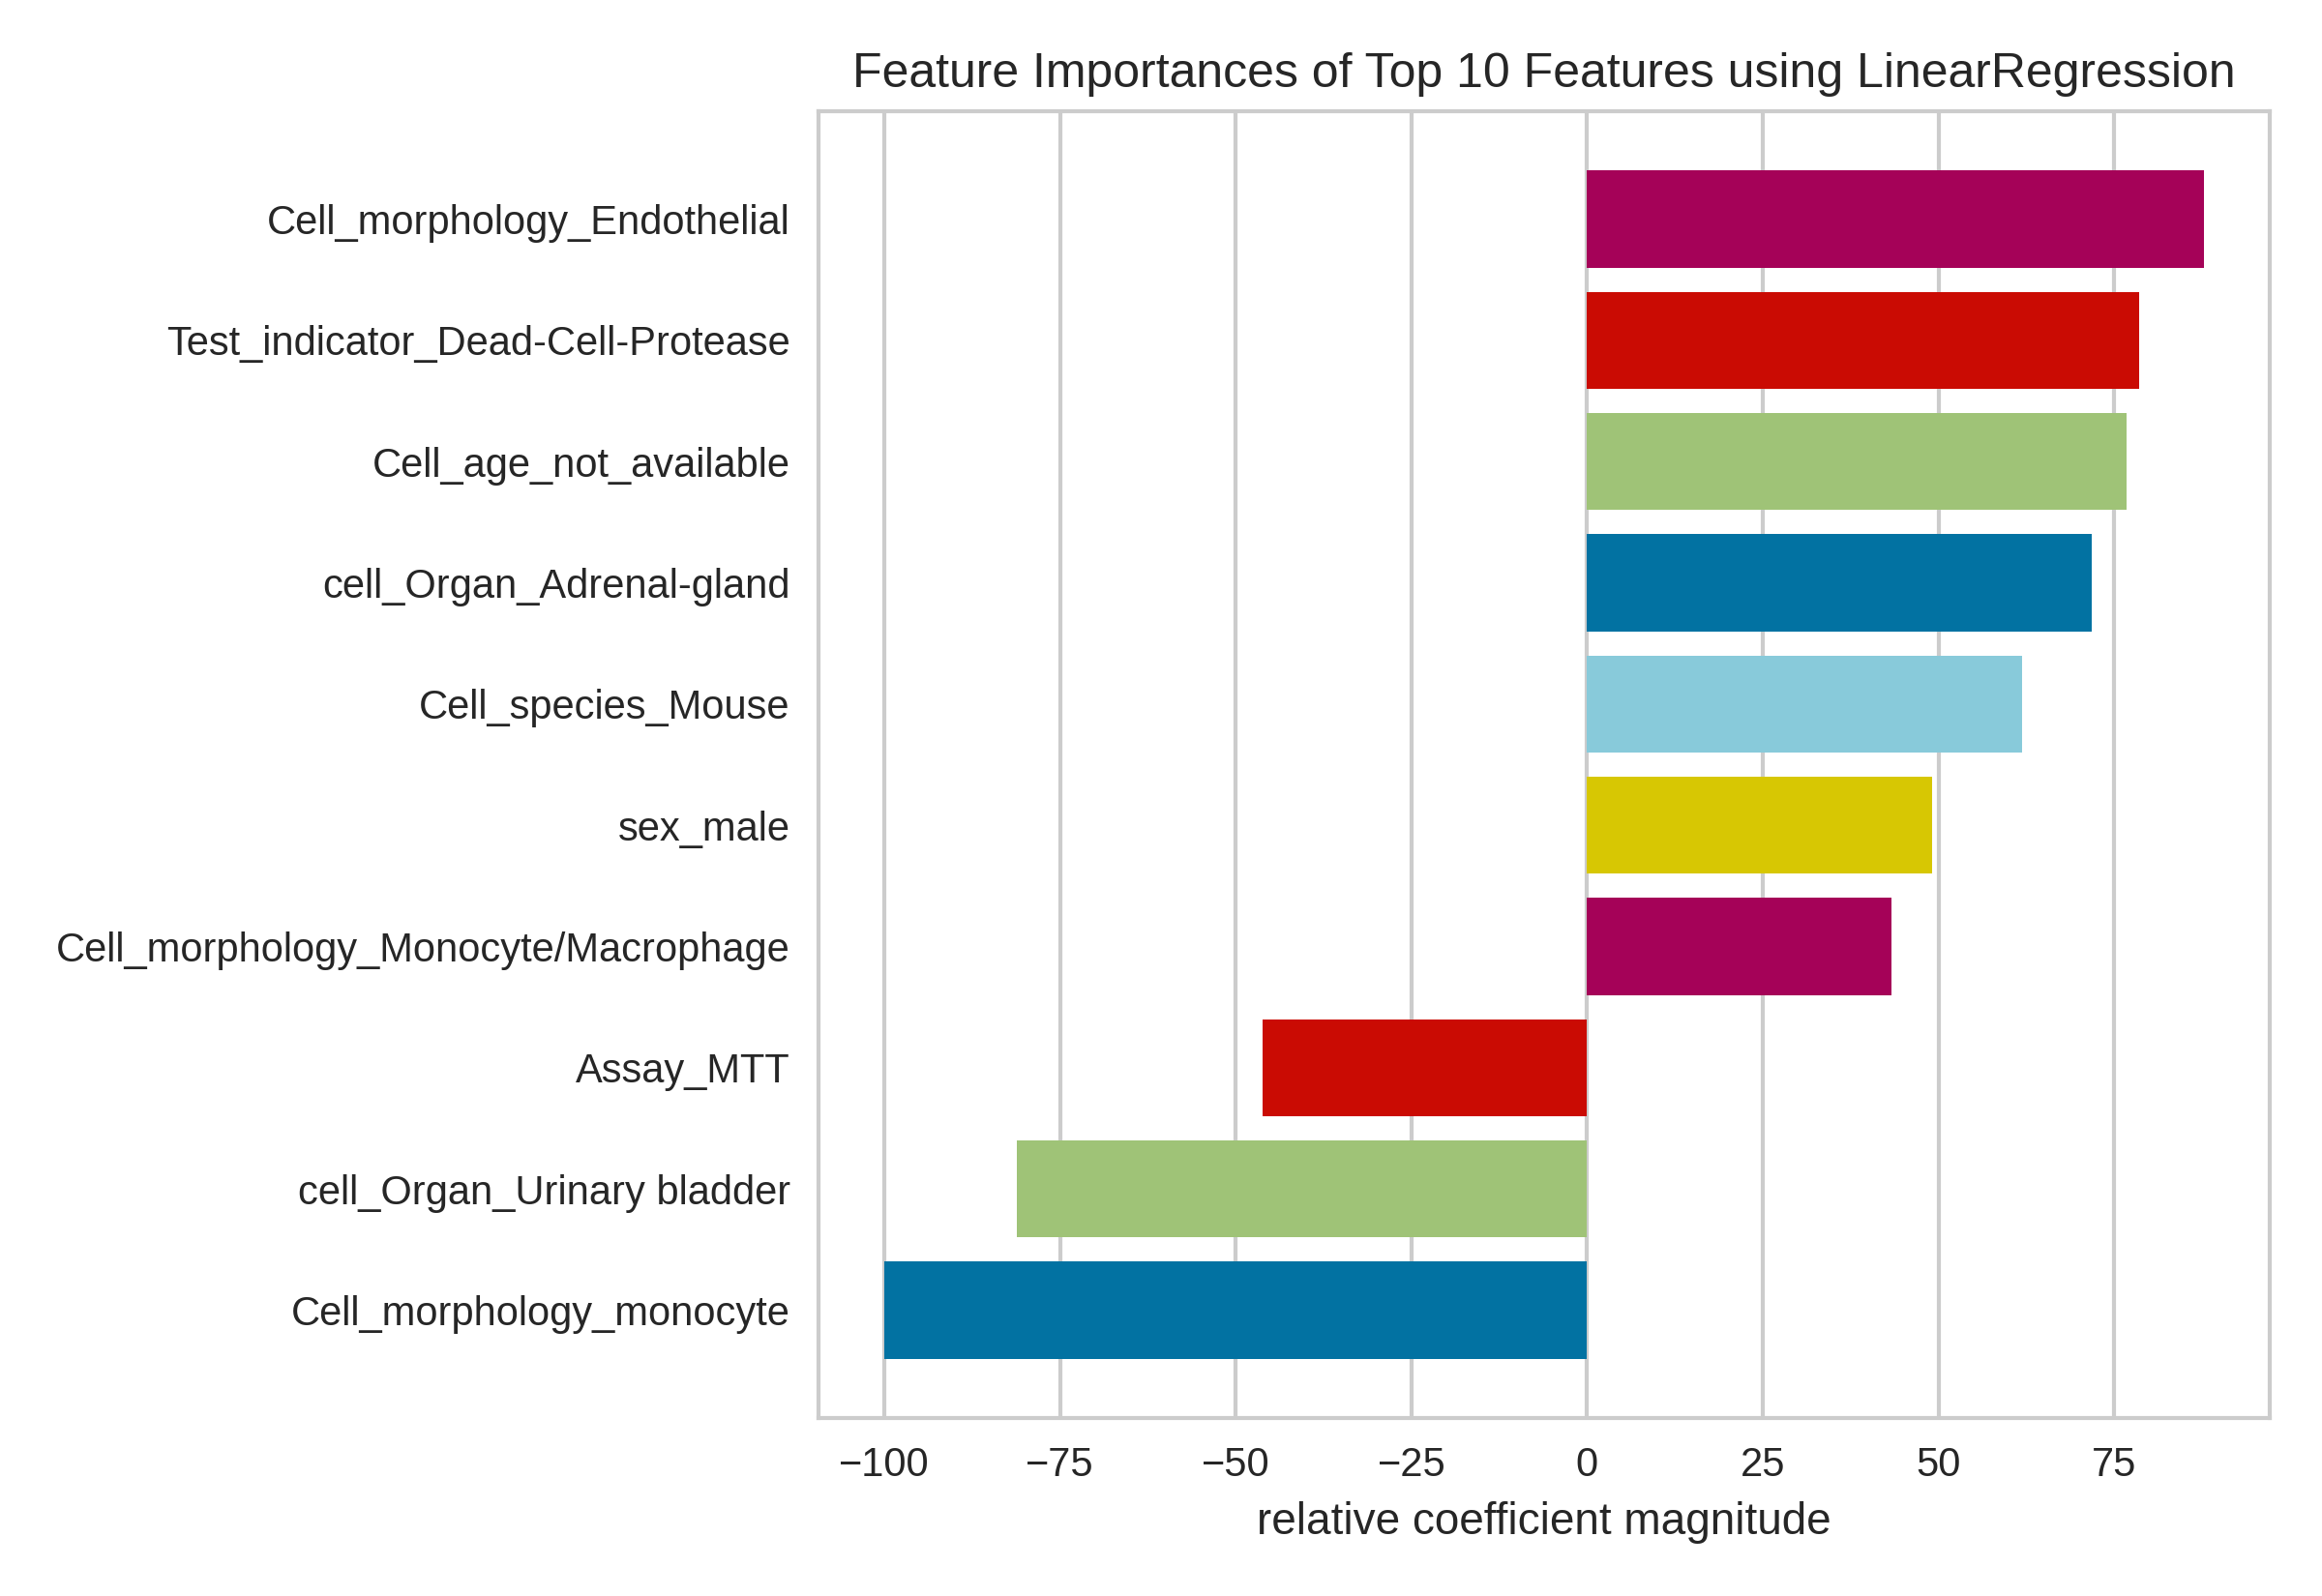 Feature Importances of Top 10 Features using LinearRegression
Cell_morphology_Endothelial
Test_indicator_Dead-Cell-Protease
Cell_age_not_available
cell_Organ_Adrenal-gland
Cell_species_Mouse
sex_male
Cell_morphology_Monocyte/Macrophage
Assay_MTT
cell_Organ_Urinary bladder
Cell_morphology_monocyte
−100 −75 −50 −25 0 25 50 75
relative coefficient magnitude